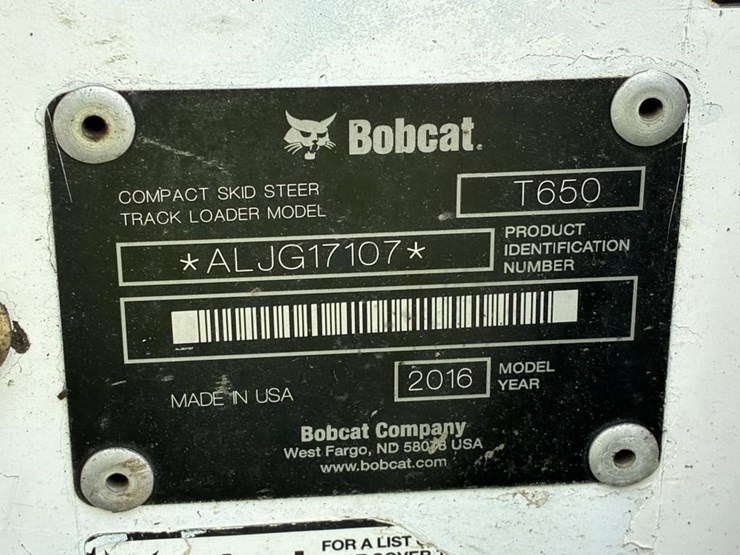 Bobcat.
COMPACT SKID STEER
TRACK LOADER MODEL
T650
*ALJG17107*
PRODUCT
IDENTIFICATION
NUMBER
MADE IN USA
2016
MODEL
YEAR
Bobcat Company
West Fargo, ND 58078 USA
www.bobcat.com
FOR A LIST